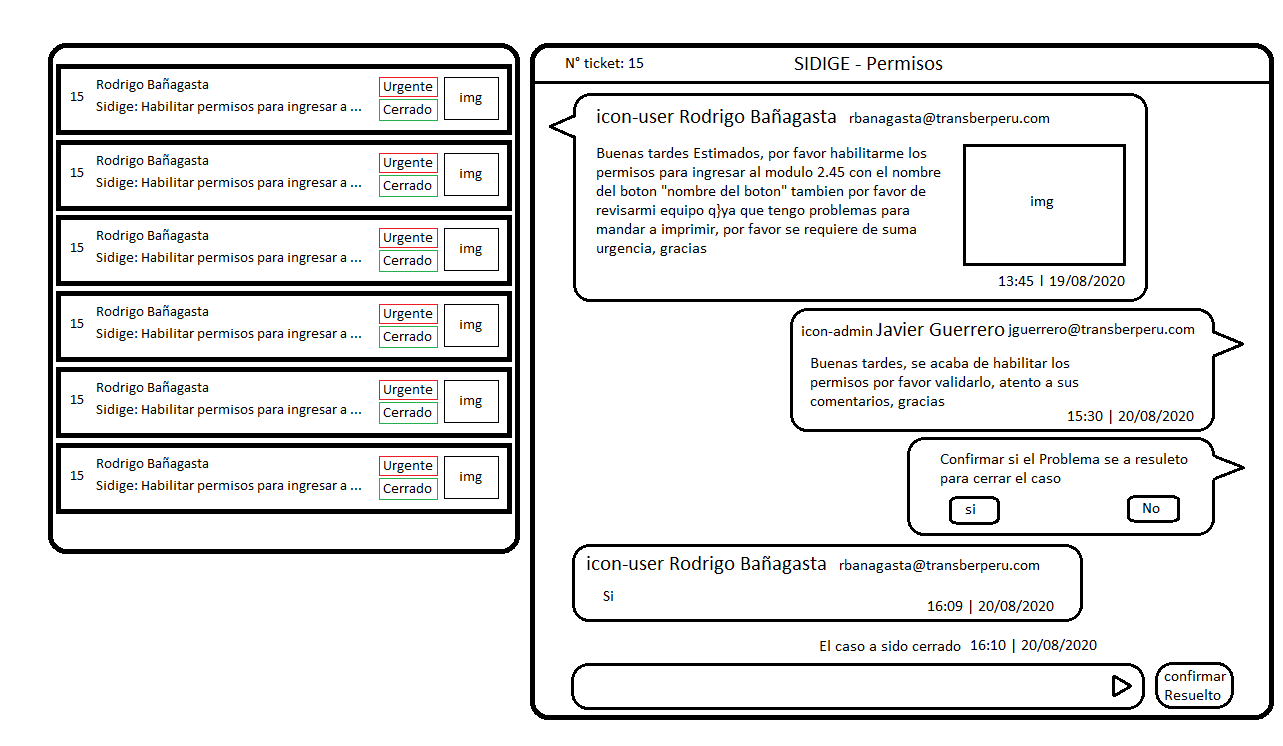 15
Rodrigo Bañagasta
Sidige: Habilitar permisos para ingresar a ...
Urgente
Cerrado
img
15
Rodrigo Bañagasta
Sidige: Habilitar permisos para ingresar a ...
Urgente
Cerrado
img
15
Rodrigo Bañagasta
Sidige: Habilitar permisos para ingresar a ...
Urgente
Cerrado
img
15
Rodrigo Bañagasta
Sidige: Habilitar permisos para ingresar a ...
Urgente
Cerrado
img
15
Rodrigo Bañagasta
Sidige: Habilitar permisos para ingresar a ...
Urgente
Cerrado
img
15
Rodrigo Bañagasta
Sidige: Habilitar permisos para ingresar a ...
Urgente
Cerrado
img
N° ticket: 15
SIDIGE - Permisos
icon-user Rodrigo Bañagasta rbanagasta@transberperu.com
Buenas tardes Estimados, por favor habilitarme los
permisos para ingresar al modulo 2.45 con el nombre
del boton "nombre del boton" tambien por favor de
revisarmi equipo q}ya que tengo problemas para
mandar a imprimir, por favor se requiere de suma
urgencia, gracias
img
13:45 l 19/08/2020
icon-admin Javier Guerrero jguerrero@transberperu.com
Buenas tardes, se acaba de habilitar los
permisos por favor validarlo, atento a sus
comentarios, gracias
15:30 | 20/08/2020
Confirmar si el Problema se a resuleto
para cerrar el caso
si
No
icon-user Rodrigo Bañagasta rbanagasta@transberperu.com
Si
16:09 | 20/08/2020
El caso a sido cerrado 16:10 | 20/08/2020
confirmar
Resuelto